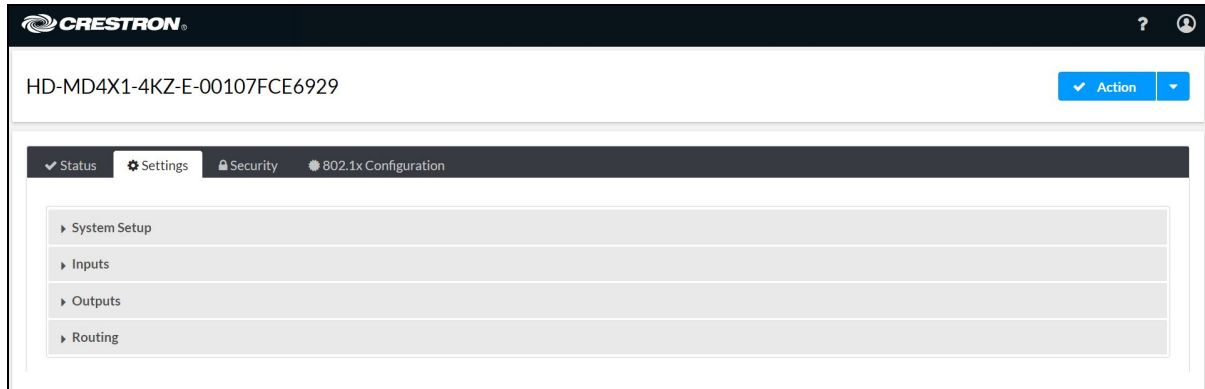 CRESTRON®
?
HD-MD4X1-4KZ-E-00107FCE6929
Action
Status Settings Security 802.1x Configuration
System Setup
Inputs
Outputs
Routing